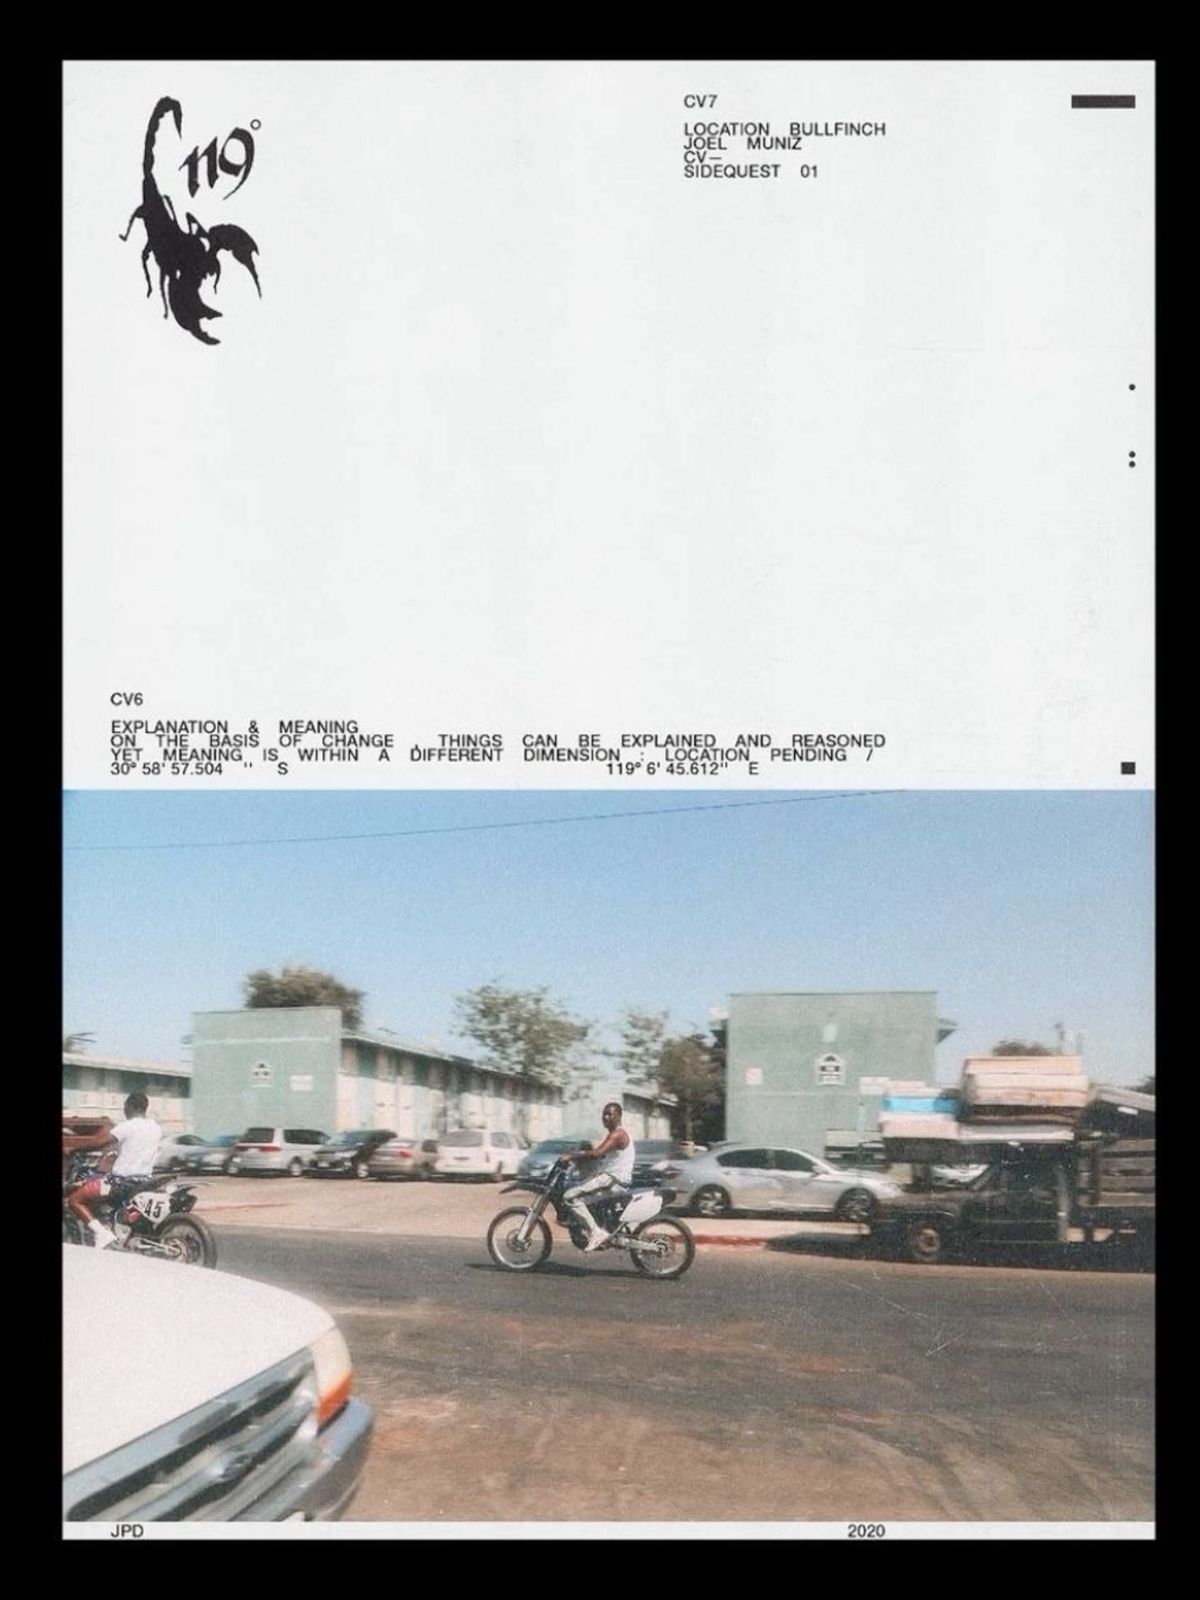 119°
CV7
LOCATION BULLFINCH
JOEL MUNIZ
CV—
SIDEQUEST 01
CV6
EXPLANATION & MEANING
ON THE BASIS OF CHANGE , THINGS CAN BE EXPLAINED AND REASONED
YET MEANING IS WITHIN A DIFFERENT DIMENSION : LOCATION PENDING /
30° 58' 57.504 '' S 119° 6' 45.612'' E
45
JPD 2020